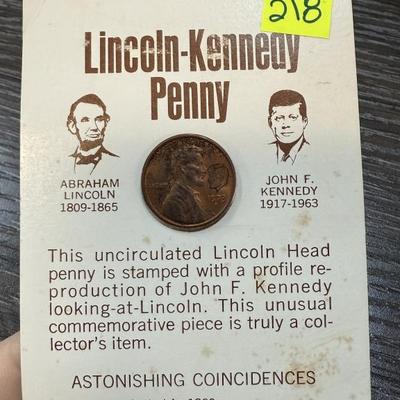 218
Lincoln-Kennedy
Penny
ABRAHAM
LINCOLN
1809-1865
JOHN F.
KENNEDY
1917-1963
This uncirculated Lincoln Head
penny is stamped with a profile re-
production of John F. Kennedy
looking-at-Lincoln. This unusual
commemorative piece is truly a col-
lector's item.
ASTONISHING COINCIDENCES